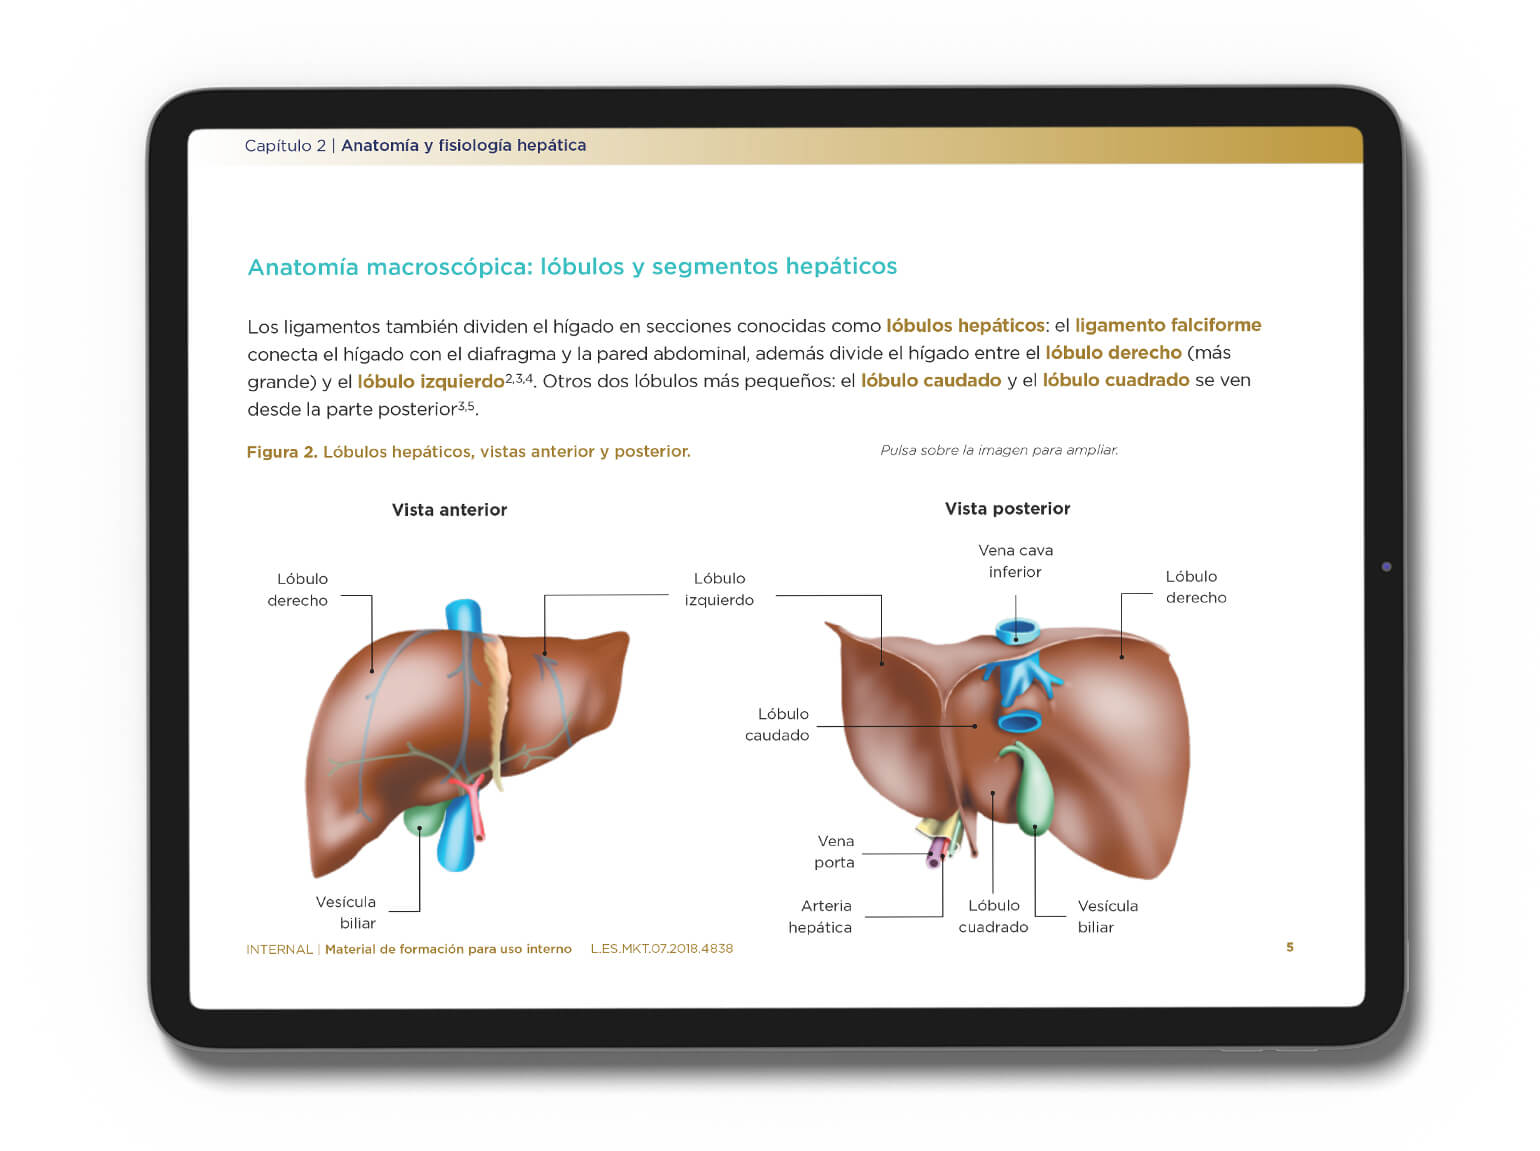 Capítulo 2 | Anatomía y fisiología hepática
Anatomía macroscópica: lóbulos y segmentos hepáticos
Los ligamentos también dividen el hígado en secciones conocidas como lóbulos hepáticos: el ligamento falciforme
conecta el hígado con el diafragma y la pared abdominal, además divide el hígado entre el lóbulo derecho (más
grande) y el lóbulo izquierdo2,3,4. Otros dos lóbulos más pequeños: el lóbulo caudado y el lóbulo cuadrado se ven
desde la parte posterior3,5.
Figura 2. Lóbulos hepáticos, vistas anterior y posterior.
Pulsa sobre la imagen para ampliar.
Vista anterior
Lóbulo
derecho
Lóbulo
izquierdo
Vesícula
biliar
Vista posterior
Vena cava
inferior
Lóbulo
derecho
Lóbulo
caudado
Vena
porta
Arteria
hepática
Lóbulo
cuadrado
Vesícula
biliar
INTERNAL | Material de formación para uso interno L.ES.MKT.07.2018.4838
5